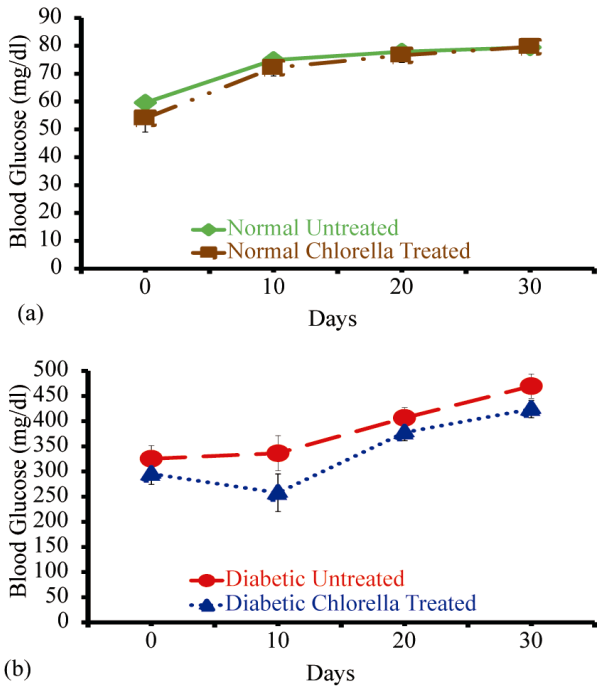 Blood Glucose (mg/dl)
90
80
70
60
50
40
30
20
10
0
Normal Untreated
Normal Chlorella Treated
0 10 20 30
(a)
Days
Blood Glucose (mg/dl)
500
450
400
350
300
250
200
150
100
50
0
Diabetic Untreated
Diabetic Chlorella Treated
0 10 20 30
(b)
Days